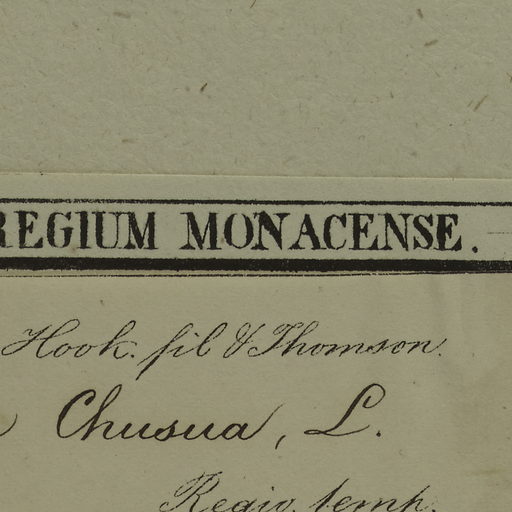 REGIUM MONACENSE.
Hook. fil & Thomson.
Chusua, L.
Regio. temp.